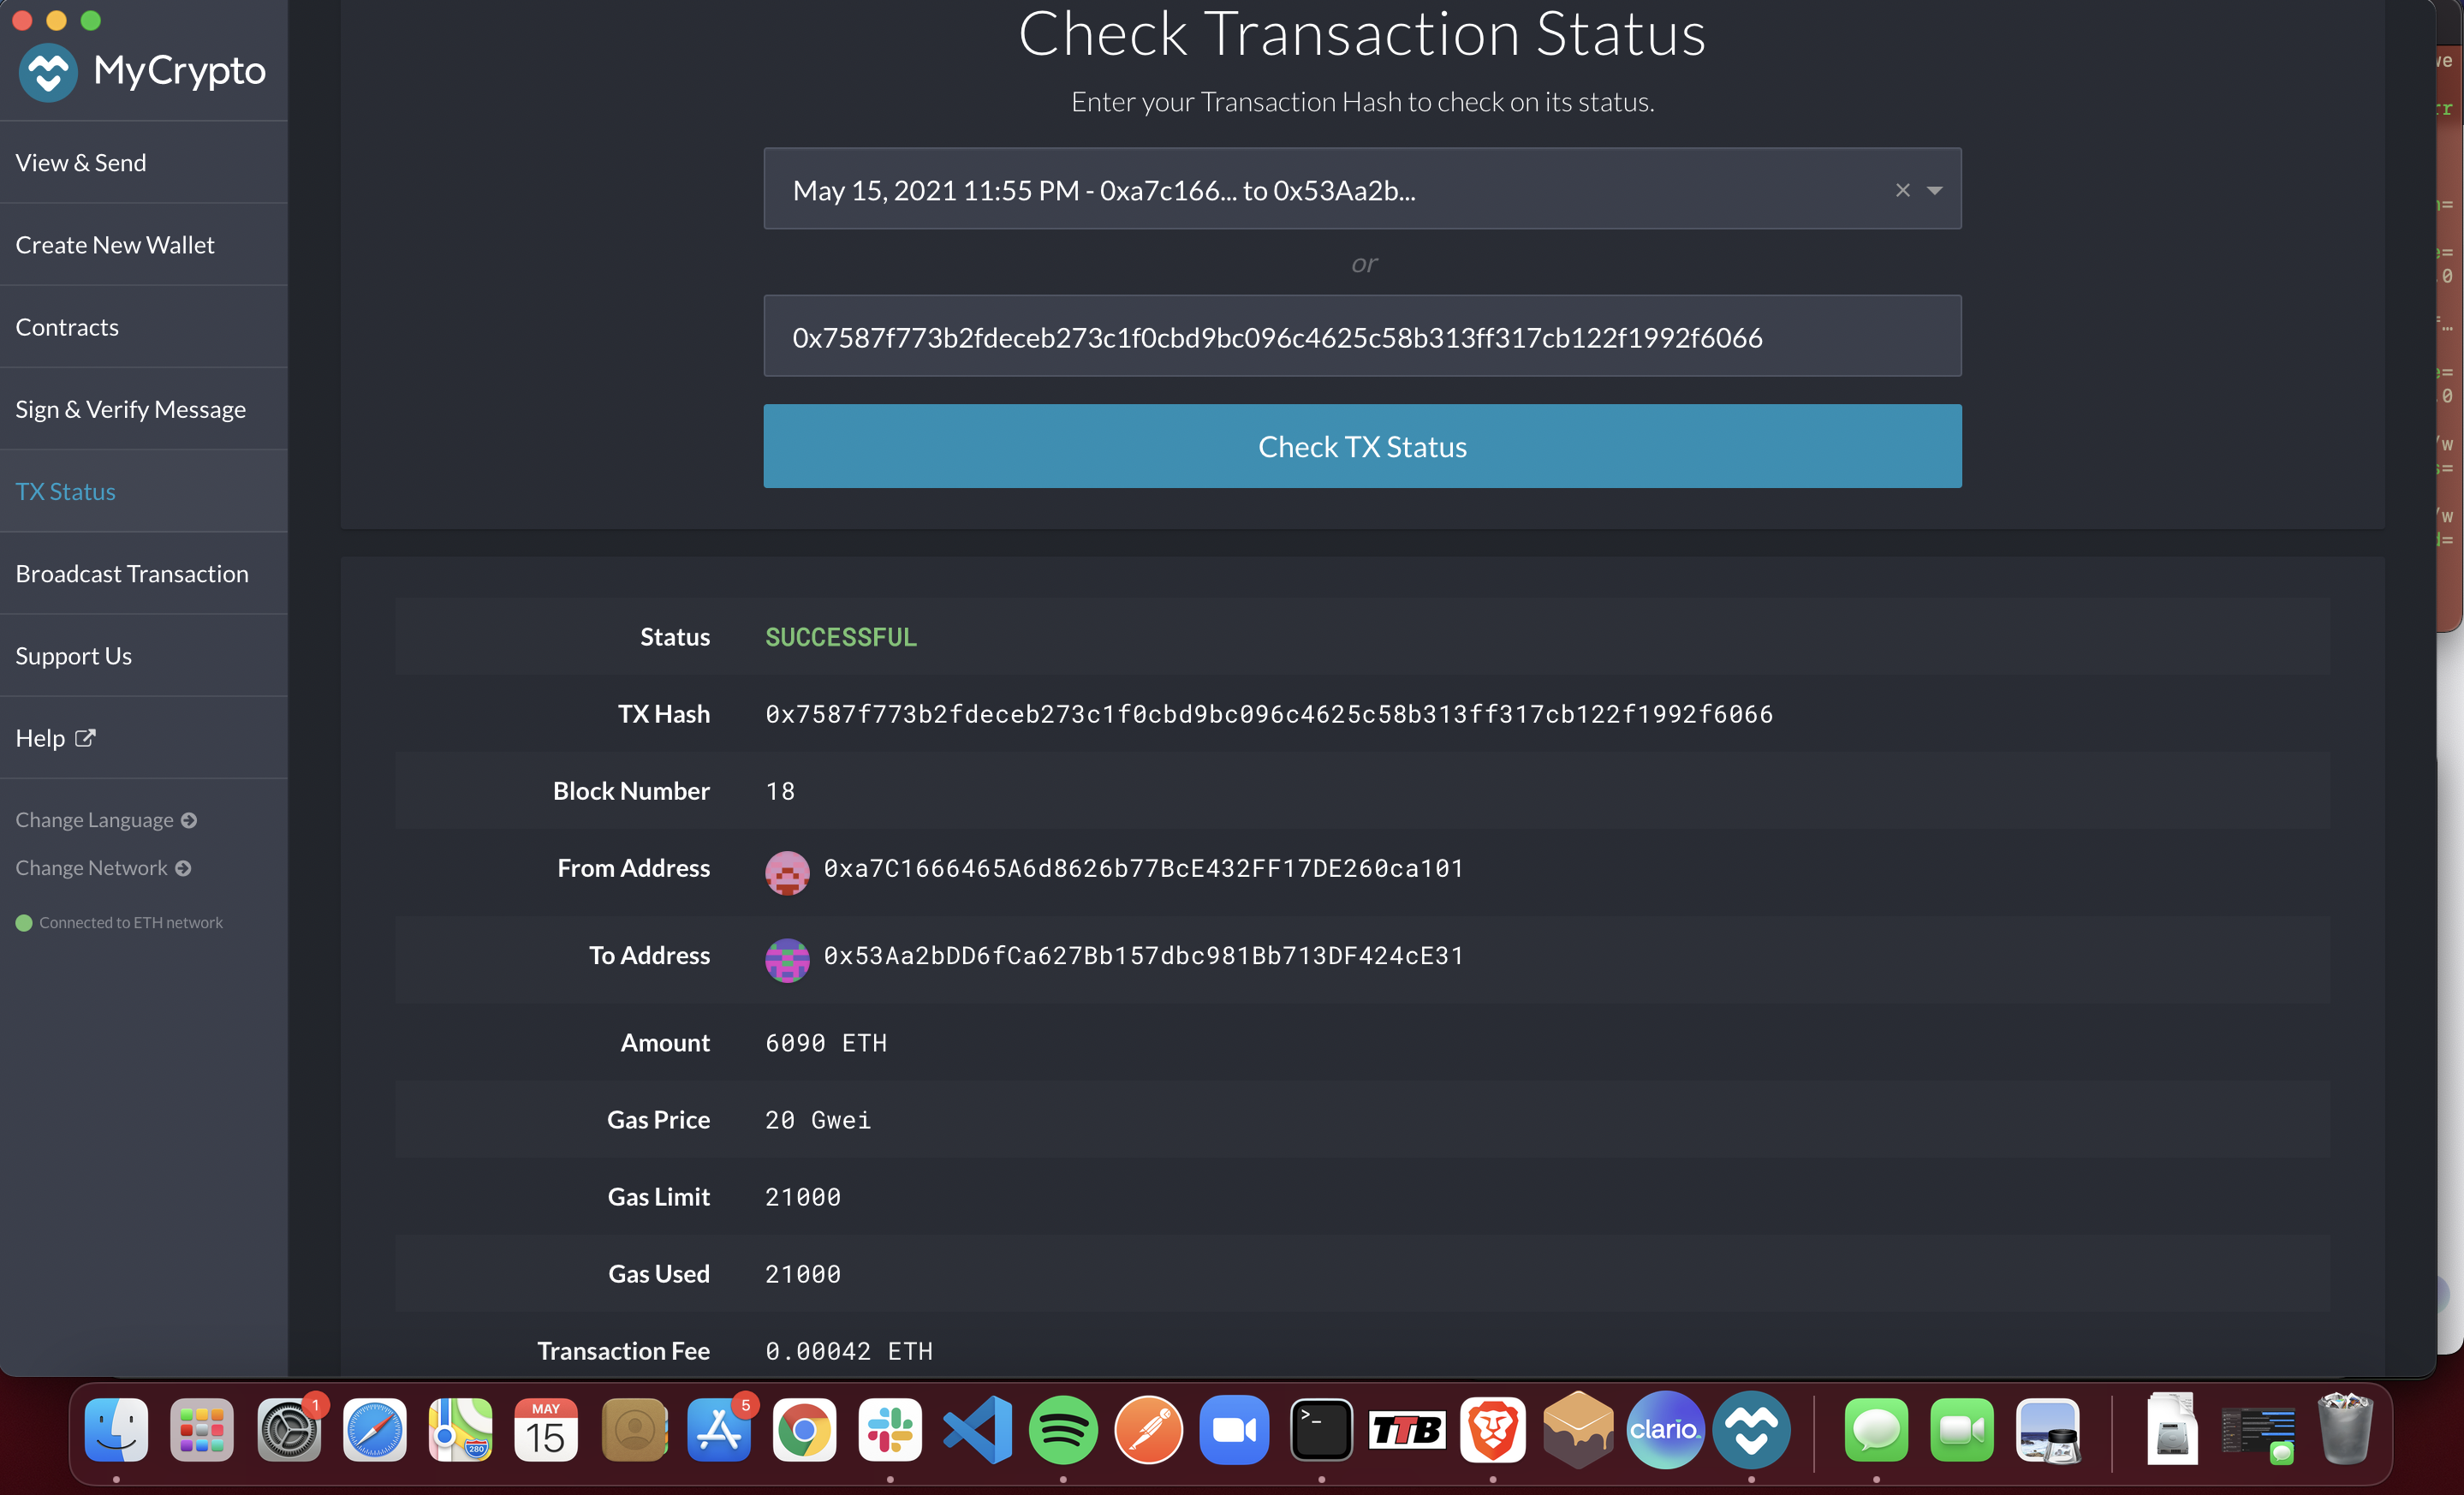 MyCrypto
View & Send
Create New Wallet
Contracts
Sign & Verify Message
TX Status
Broadcast Transaction
Support Us
Help
Change Language
Change Network
Connected to ETH network
Check Transaction Status
Enter your Transaction Hash to check on its status.
May 15, 2021 11:55 PM - 0xa7c166... to 0x53Aa2b...
or
0x7587f773b2fdeceb273c1f0cbd9bc096c4625c58b313ff317cb122f1992f6066
Check TX Status
Status SUCCESSFUL
TX Hash 0x7587f773b2fdeceb273c1f0cbd9bc096c4625c58b313ff317cb122f1992f6066
Block Number 18
From Address 0xa7C1666465A6d8626b77BcE432FF17DE260ca101
To Address 0x53Aa2bDD6fCa627Bb157dbc981Bb713DF424cE31
Amount 6090 ETH
Gas Price 20 Gwei
Gas Limit 21000
Gas Used 21000
Transaction Fee 0.00042 ETH
1
280
MAY
15
5
>_
TTB
clario.